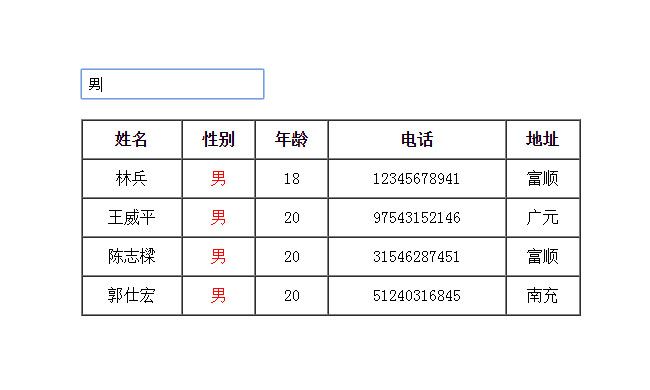 男
姓名 性别 年龄 电话 地址
林兵 男 18 12345678941 富顺
王威平 男 20 97543152146 广元
陈志樑 男 20 31546287451 富顺
郭仕宏 男 20 51240316845 南充